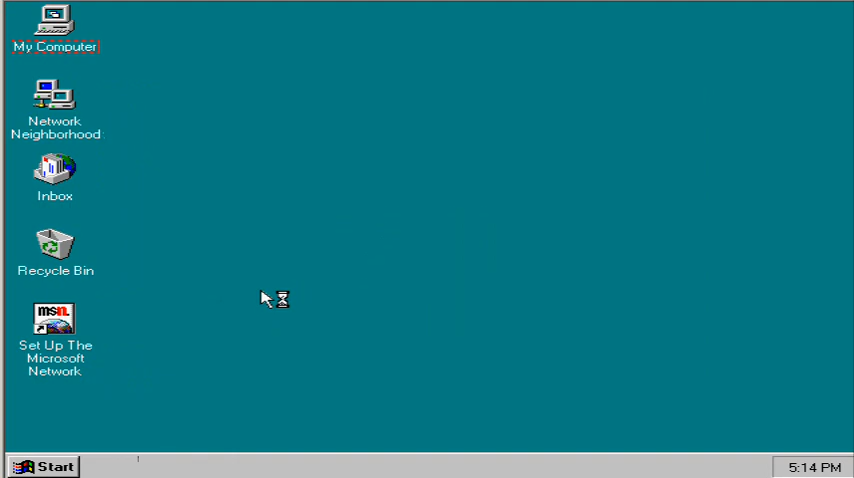 My Computer
Network
Neighborhood
Inbox
Recycle Bin
msn.
Set Up The
Microsoft
Network
Start
5:14 PM